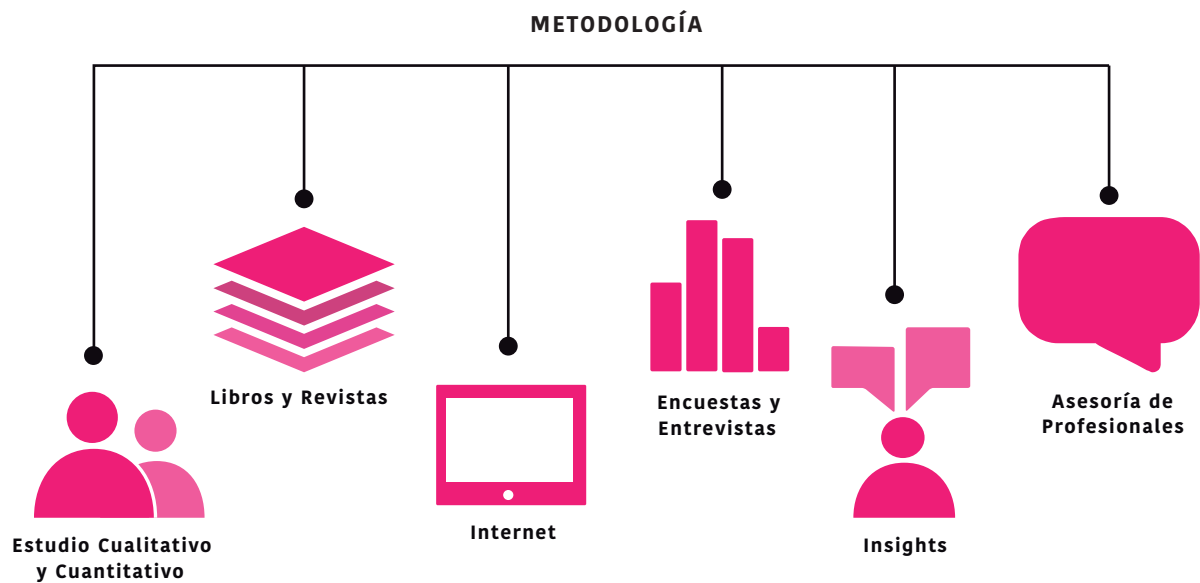 METODOLOGÍA
Estudio Cualitativo
y Cuantitativo
Libros y Revistas
Internet
Encuestas y
Entrevistas
Insights
Asesoría de
Profesionales